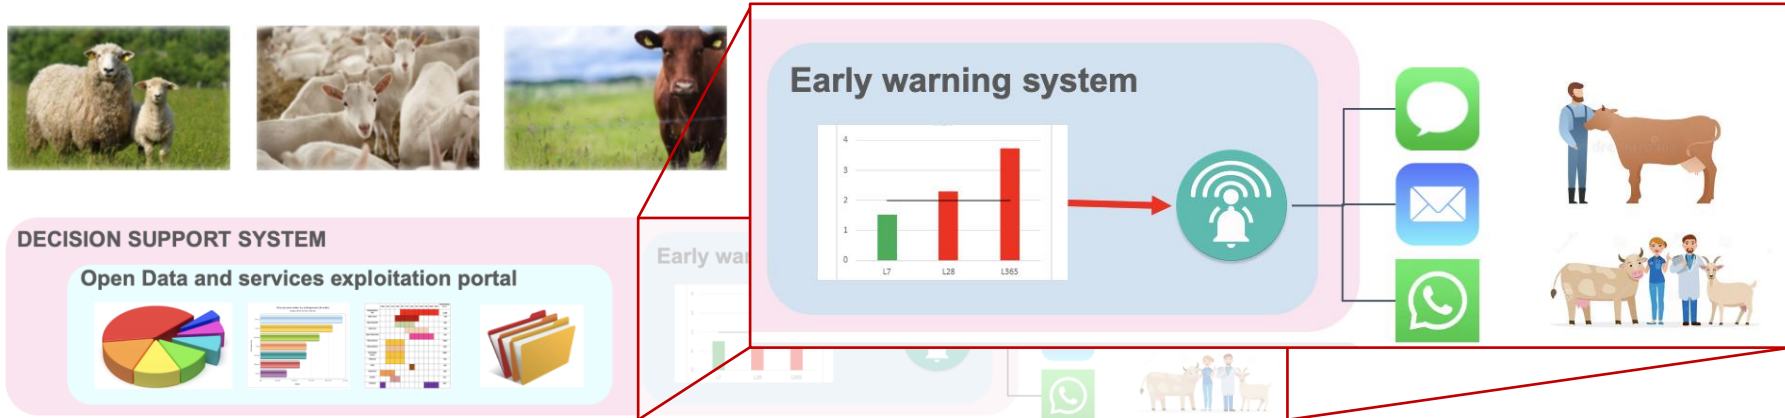 Early warning system
4
3
2
1
0
L7
L28
L365
DECISION SUPPORT SYSTEM
Open Data and services exploitation portal
Early war